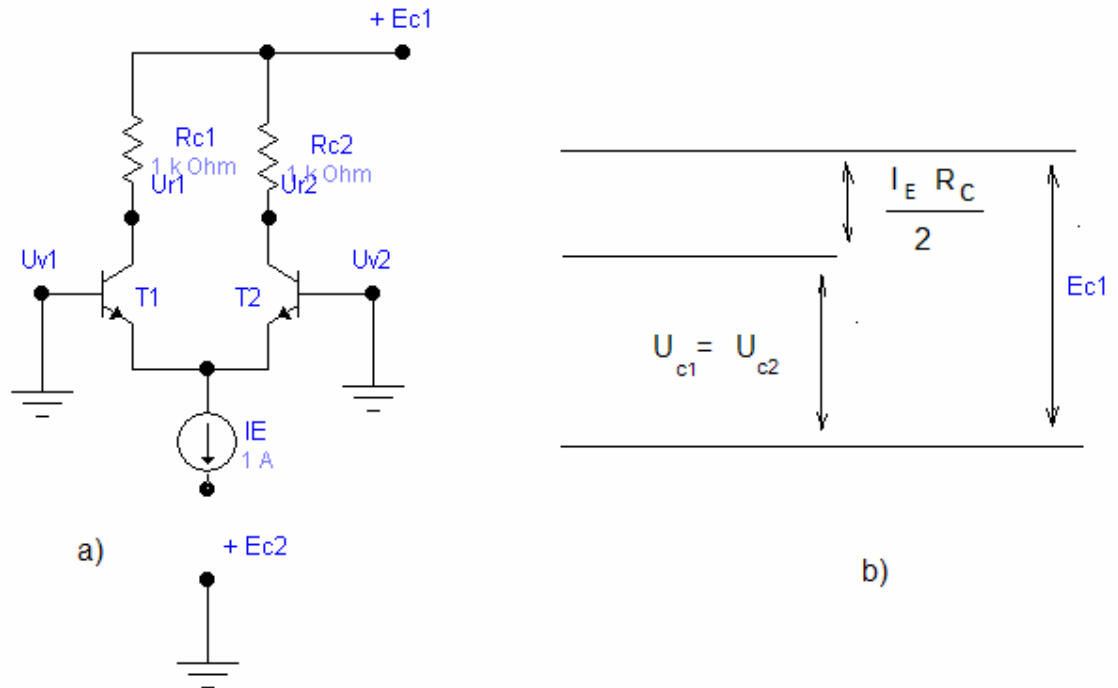 + Ec1
Rc1
1 k Ohm
Rc2
1 k Ohm
Ur1
Ur2
Uv1
Uv2
T1
T2
IE
1 A
a)
+ Ec2
I_E R_C
2
Ec1
U_c1 = U_c2
b)